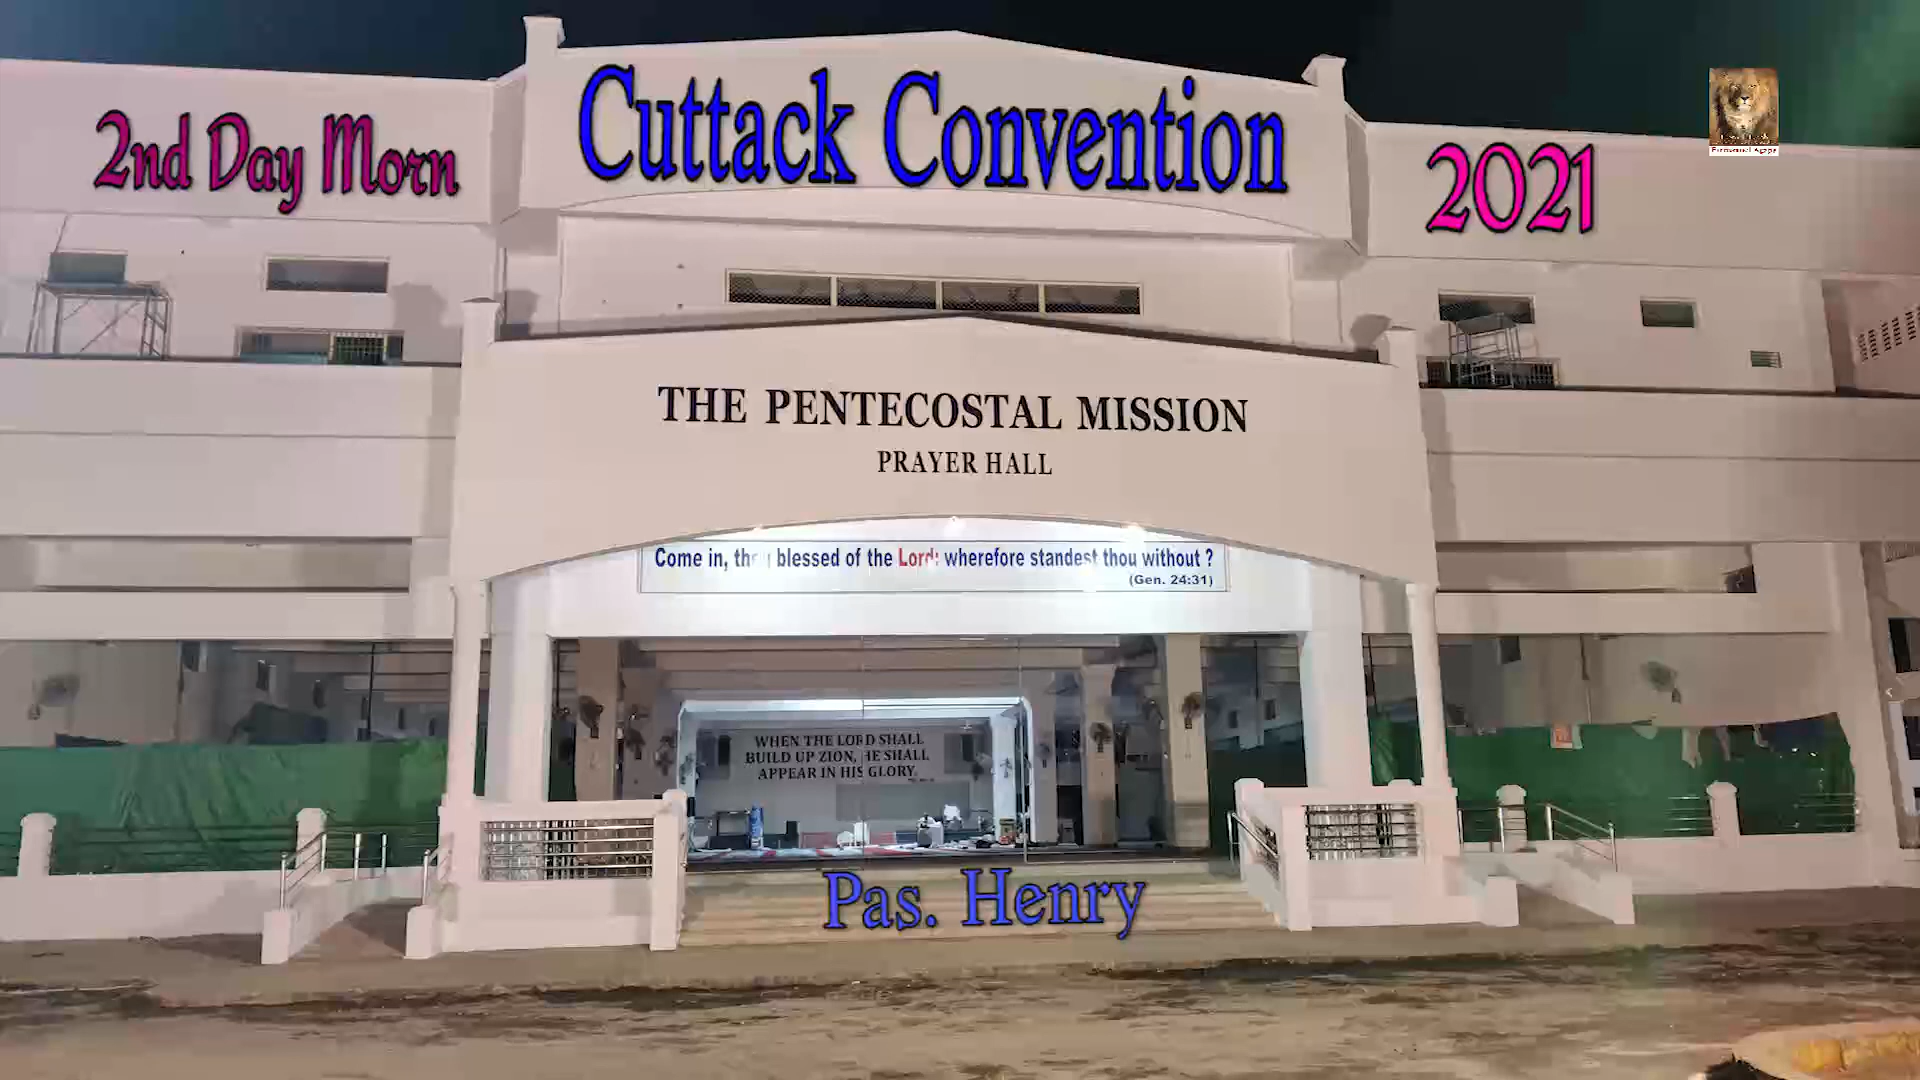 2nd Day Morn
Cuttack Convention
2021
THE PENTECOSTAL MISSION
PRAYER HALL
Come in, thou blessed of the Lord: wherefore standest thou without ?
(Gen. 24:31)
WHEN THE LORD SHALL
BUILD UP ZION, HE SHALL
APPEAR IN HIS GLORY.
Pas. Henry